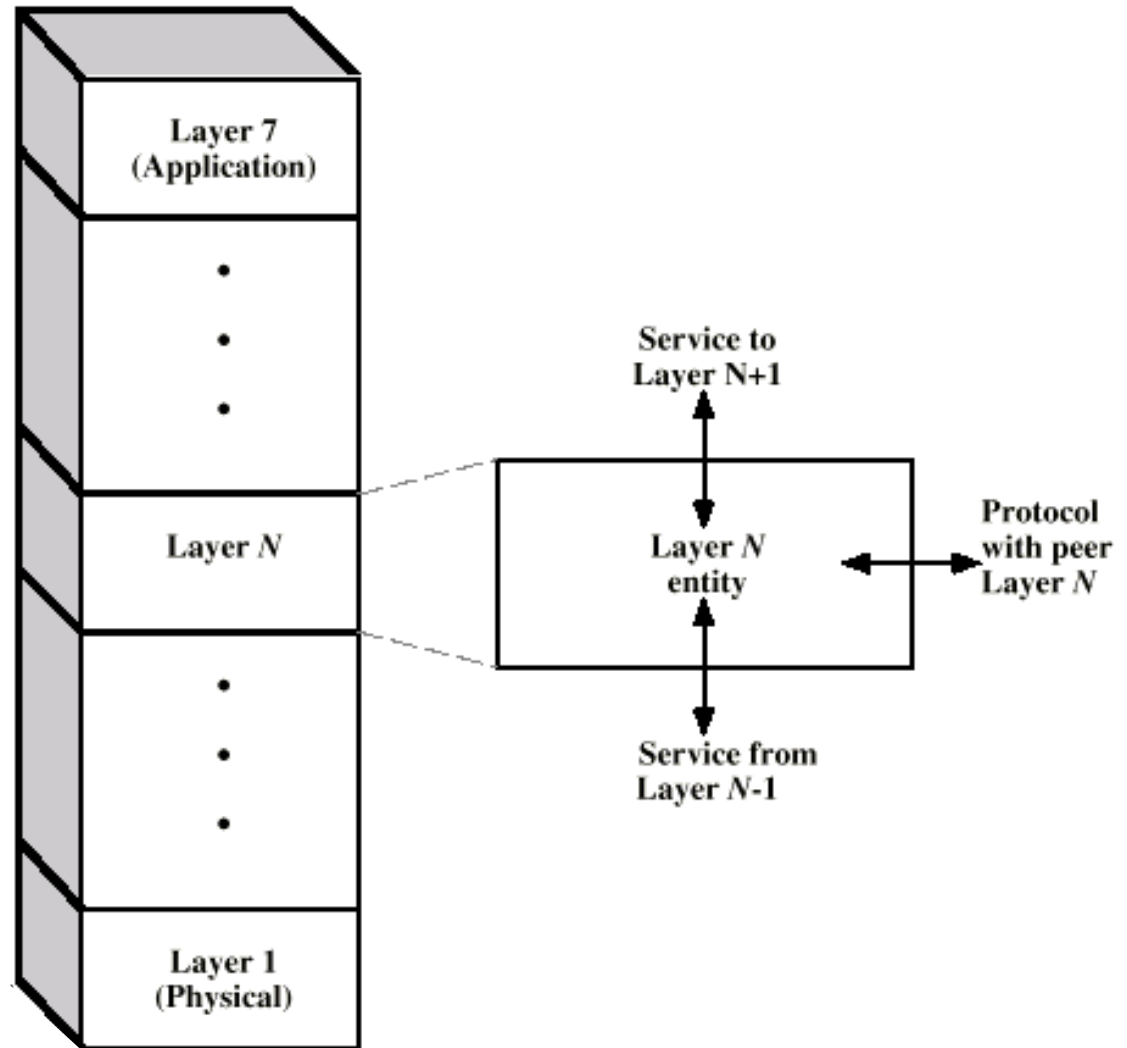 Layer 7
(Application)
Service to
Layer N+1
Layer N
Layer N
entity
Protocol
with peer
Layer N
Service from
Layer N-1
Layer 1
(Physical)